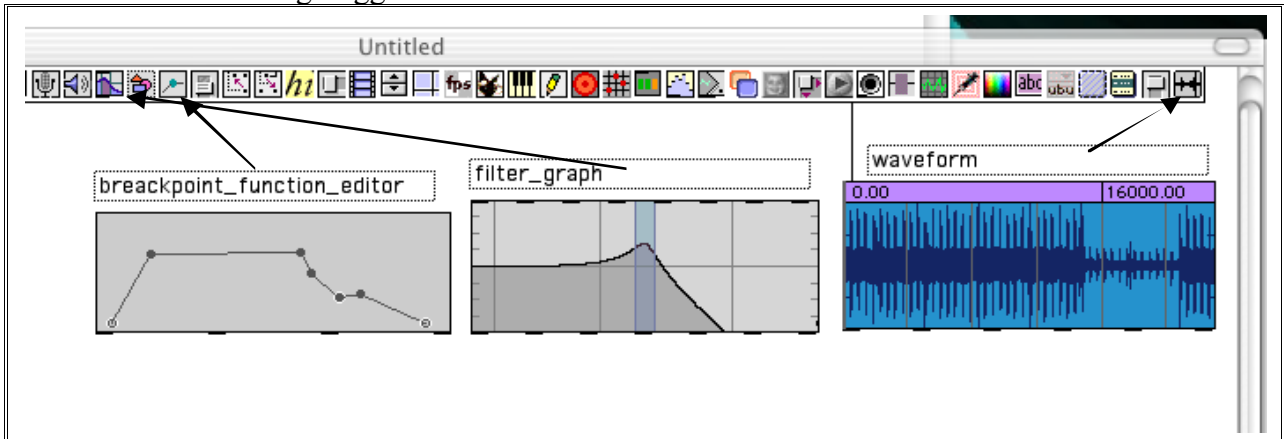 Untitled
hi fps abc ubu
breackpoint_function_editor
filter_graph
waveform
0.00 16000.00